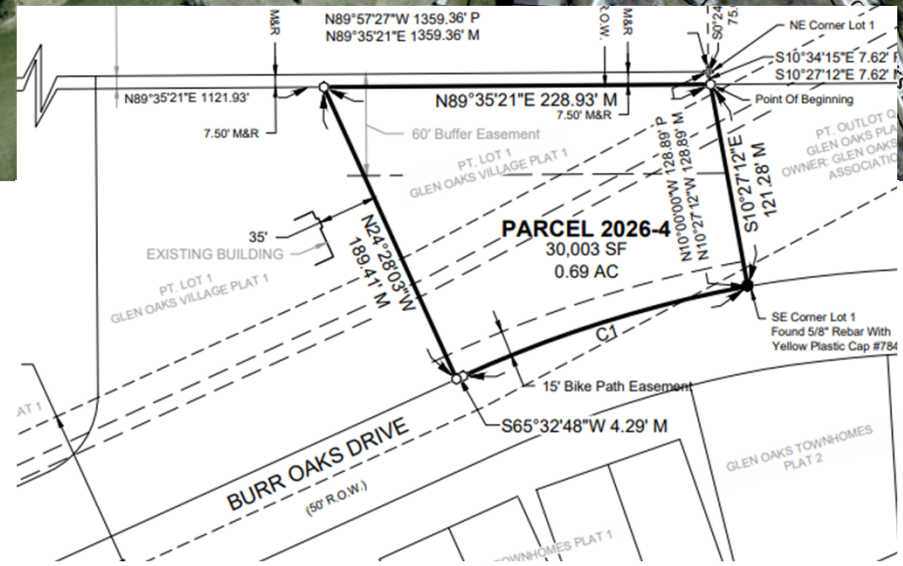 M&R
N89°57'27"W 1359.36' P
N89°35'21"E 1359.36' M
R.O.W.
M&R
S0°24'
75.
NE Corner Lot 1
S10°34'15"E 7.62'
S10°27'12"E 7.62'
N89°35'21"E 1121.93'
N89°35'21"E 228.93' M
Point Of Beginning
7.50' M&R
7.50' M&R
60' Buffer Easement
PT. LOT 1
GLEN OAKS VILLAGE PLAT 1
N10°00'00"W 128.89' P
N10°27'12"W 128.89' M
S10°27'12"E
121.28' M
PT. OUTLOT
GLEN OAKS PLA
OWNER: GLEN OAKS
ASSOCIATIO
PARCEL 2026-4
30,003 SF
0.69 AC
35'
EXISTING BUILDING
N24°28'03"W
189.41' M
PT. LOT 1
GLEN OAKS VILLAGE PLAT 1
C1
SE Corner Lot 1
Found 5/8" Rebar With
Yellow Plastic Cap #784
15' Bike Path Easement
S65°32'48"W 4.29' M
AT 1
BURR OAKS DRIVE
(50' R.O.W.)
GLEN OAKS TOWNHOMES
PLAT 2
OWNHOMES PLAT 1